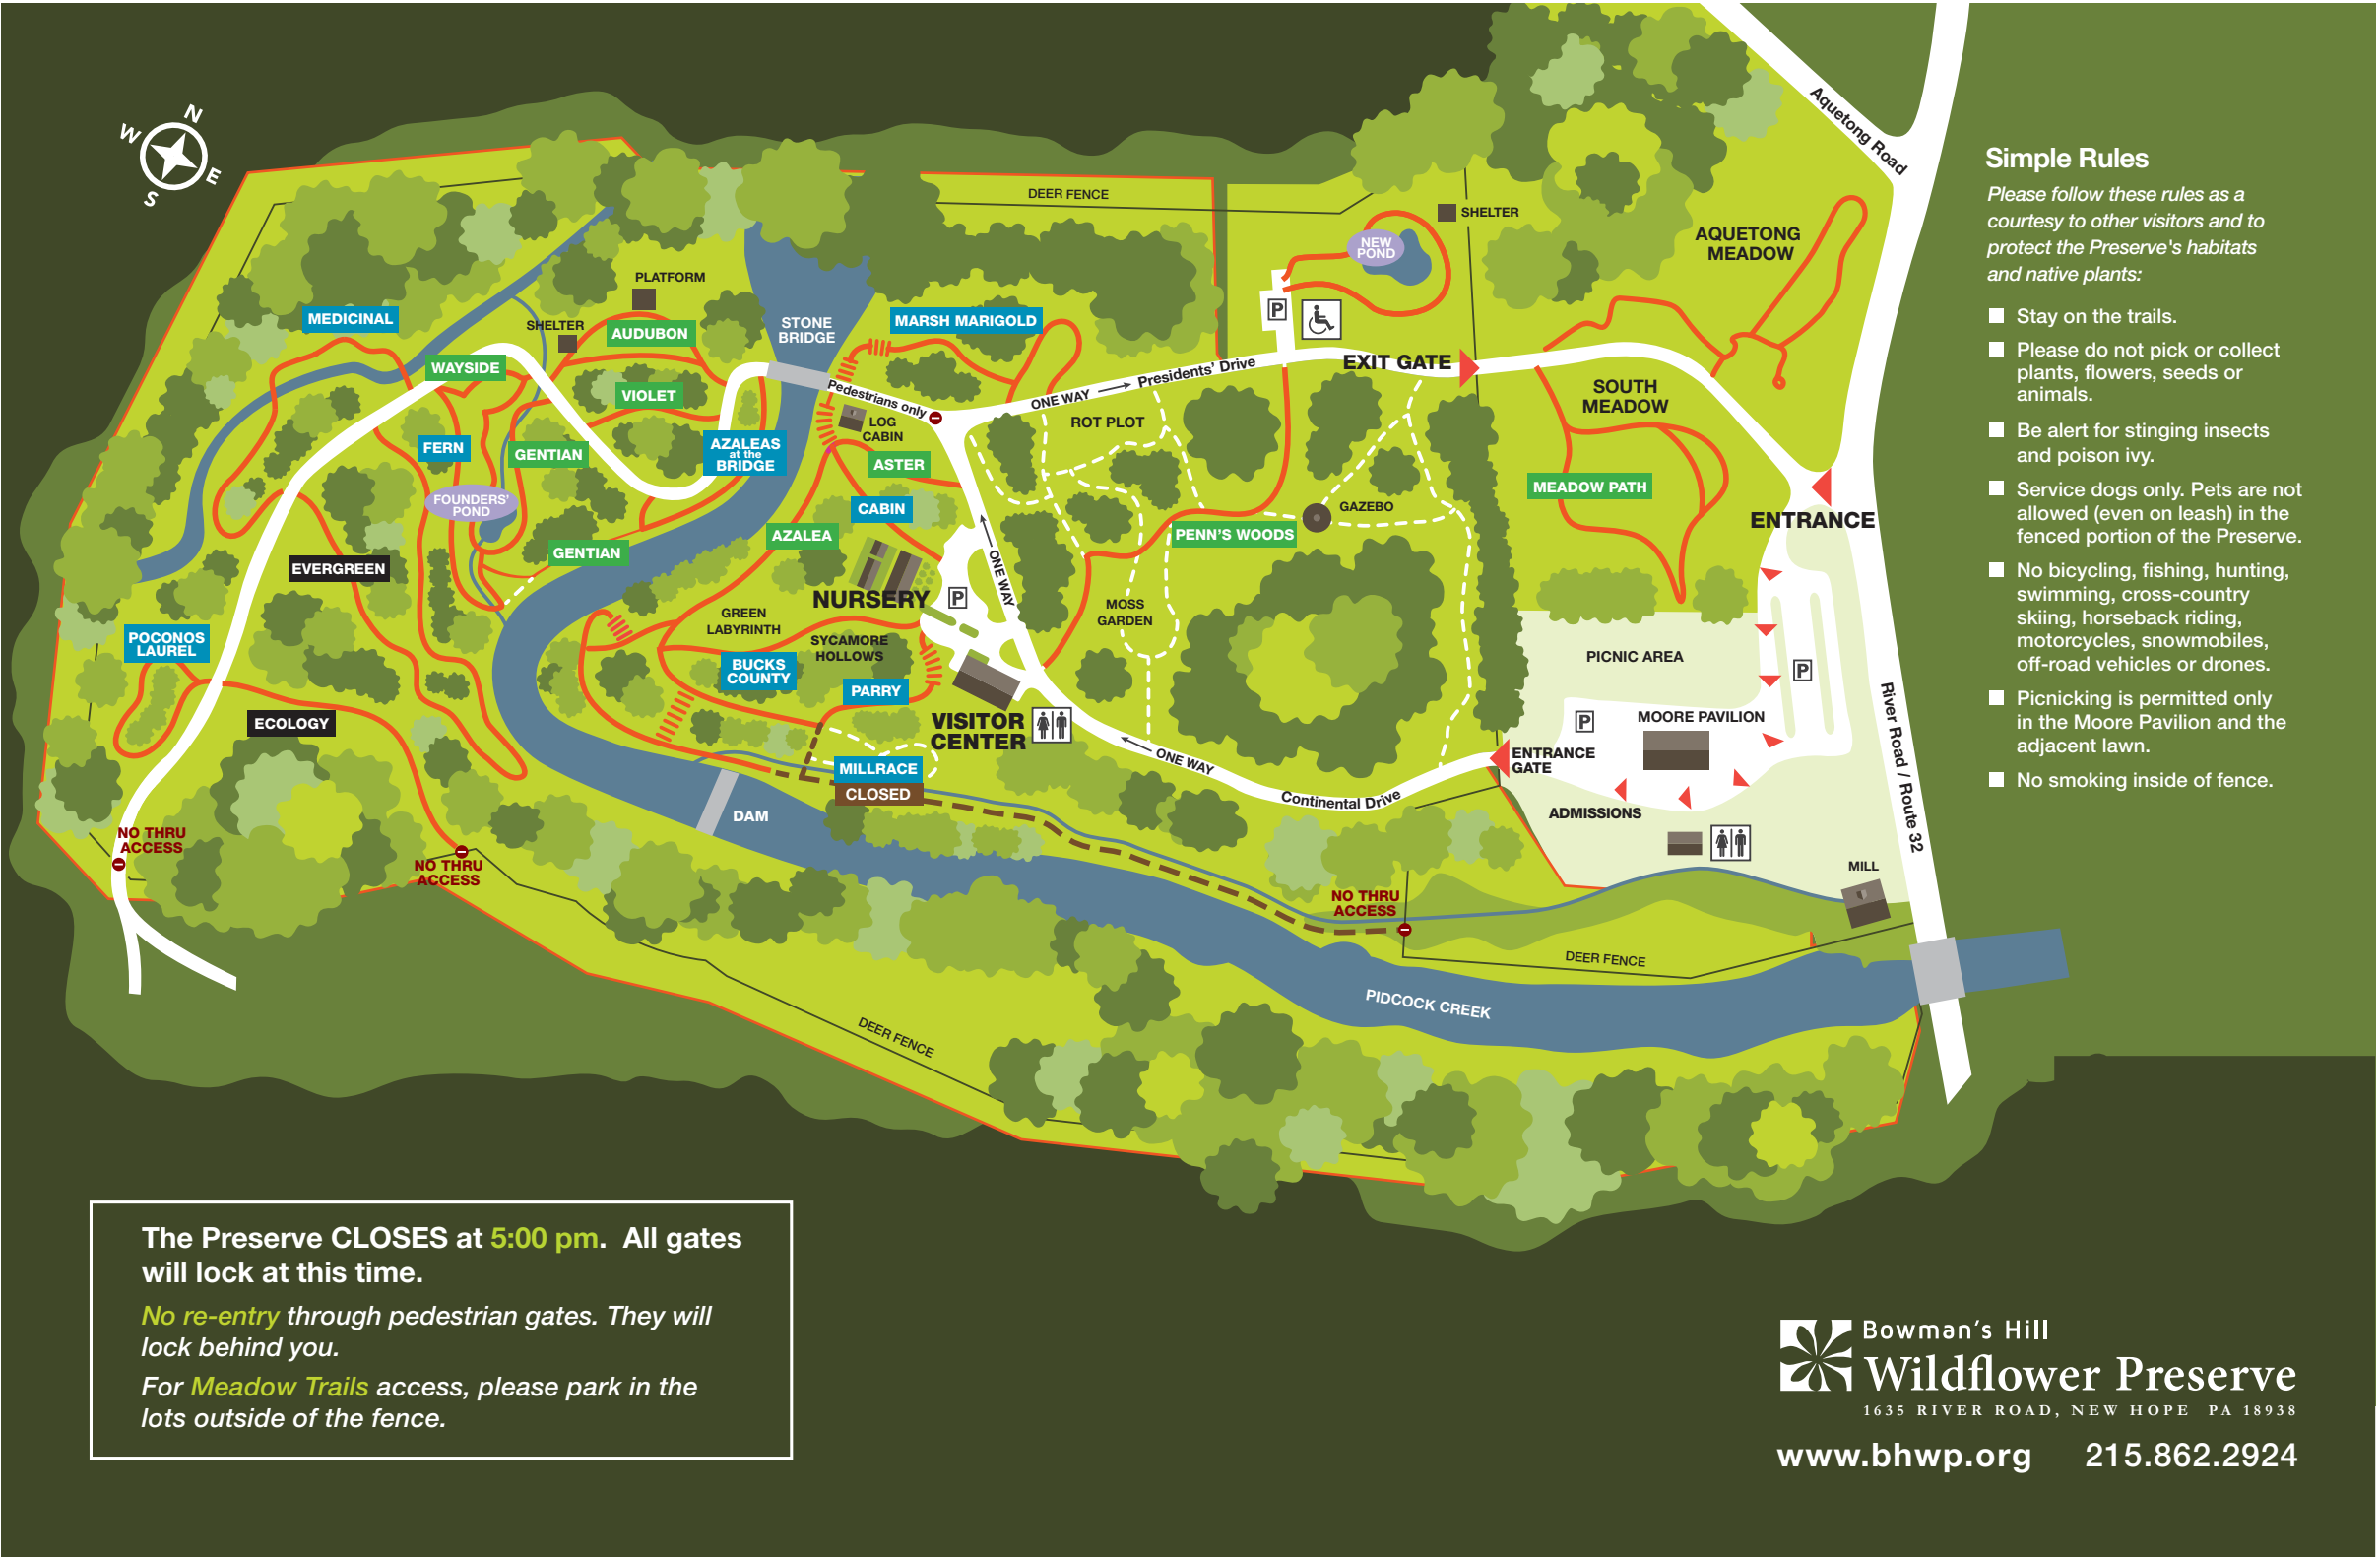 N
W
E
S
Aquetong Road
DEER FENCE
SHELTER
NEW
POND
AQUETONG
MEADOW
PLATFORM
MEDICINAL
SHELTER
AUDUBON
STONE
BRIDGE
MARSH MARIGOLD
P
WAYSIDE
VIOLET
Pedestrians only
ONE WAY
Presidents' Drive
EXIT GATE
SOUTH
MEADOW
LOG
CABIN
ROT PLOT
FERN
GENTIAN
AZALEAS
at the
BRIDGE
ASTER
FOUNDERS'
POND
CABIN
GAZEBO
MEADOW PATH
ENTRANCE
AZALEA
PENN'S WOODS
GENTIAN
EVERGREEN
ONE WAY
NURSERY
P
GREEN
LABYRINTH
MOSS
GARDEN
POCONOS
LAUREL
SYCAMORE
HOLLOWS
BUCKS
COUNTY
PARRY
PICNIC AREA
P
ECOLOGY
VISITOR
CENTER
P
MOORE PAVILION
River Road / Route 32
ONE WAY
ENTRANCE
GATE
MILLRACE
CLOSED
Continental Drive
DAM
ADMISSIONS
NO THRU
ACCESS
NO THRU
ACCESS
NO THRU
ACCESS
MILL
DEER FENCE
PIDCOCK CREEK
DEER FENCE
Simple Rules
Please follow these rules as a
courtesy to other visitors and to
protect the Preserve's habitats
and native plants:
Stay on the trails.
Please do not pick or collect
plants, flowers, seeds or
animals.
Be alert for stinging insects
and poison ivy.
Service dogs only. Pets are not
allowed (even on leash) in the
fenced portion of the Preserve.
No bicycling, fishing, hunting,
swimming, cross-country
skiing, horseback riding,
motorcycles, snowmobiles,
off-road vehicles or drones.
Picnicking is permitted only
in the Moore Pavilion and the
adjacent lawn.
No smoking inside of fence.
The Preserve CLOSES at 5:00 pm. All gates
will lock at this time.
No re-entry through pedestrian gates. They will
lock behind you.
For Meadow Trails access, please park in the
lots outside of the fence.
Bowman's Hill
Wildflower Preserve
1635 RIVER ROAD, NEW HOPE PA 18938
www.bhwp.org 215.862.2924